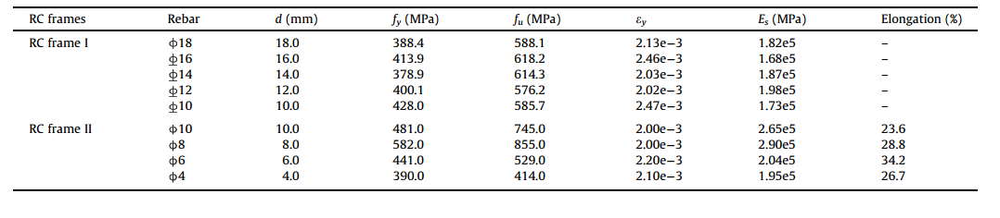 RC frames Rebar d (mm) fy (MPa) fu (MPa) εy Es (MPa) Elongation (%)
RC frame I ϕ18 18.0 388.4 588.1 2.13e−3 1.82e5 –
ϕ16 16.0 413.9 618.2 2.46e−3 1.68e5 –
ϕ14 14.0 378.9 614.3 2.03e−3 1.87e5 –
ϕ12 12.0 400.1 576.2 2.02e−3 1.98e5 –
ϕ10 10.0 428.0 585.7 2.47e−3 1.73e5 –
RC frame II ϕ10 10.0 481.0 745.0 2.00e−3 2.65e5 23.6
ϕ8 8.0 582.0 855.0 2.00e−3 2.90e5 28.8
ϕ6 6.0 441.0 529.0 2.20e−3 2.04e5 34.2
ϕ4 4.0 390.0 414.0 2.10e−3 1.95e5 26.7